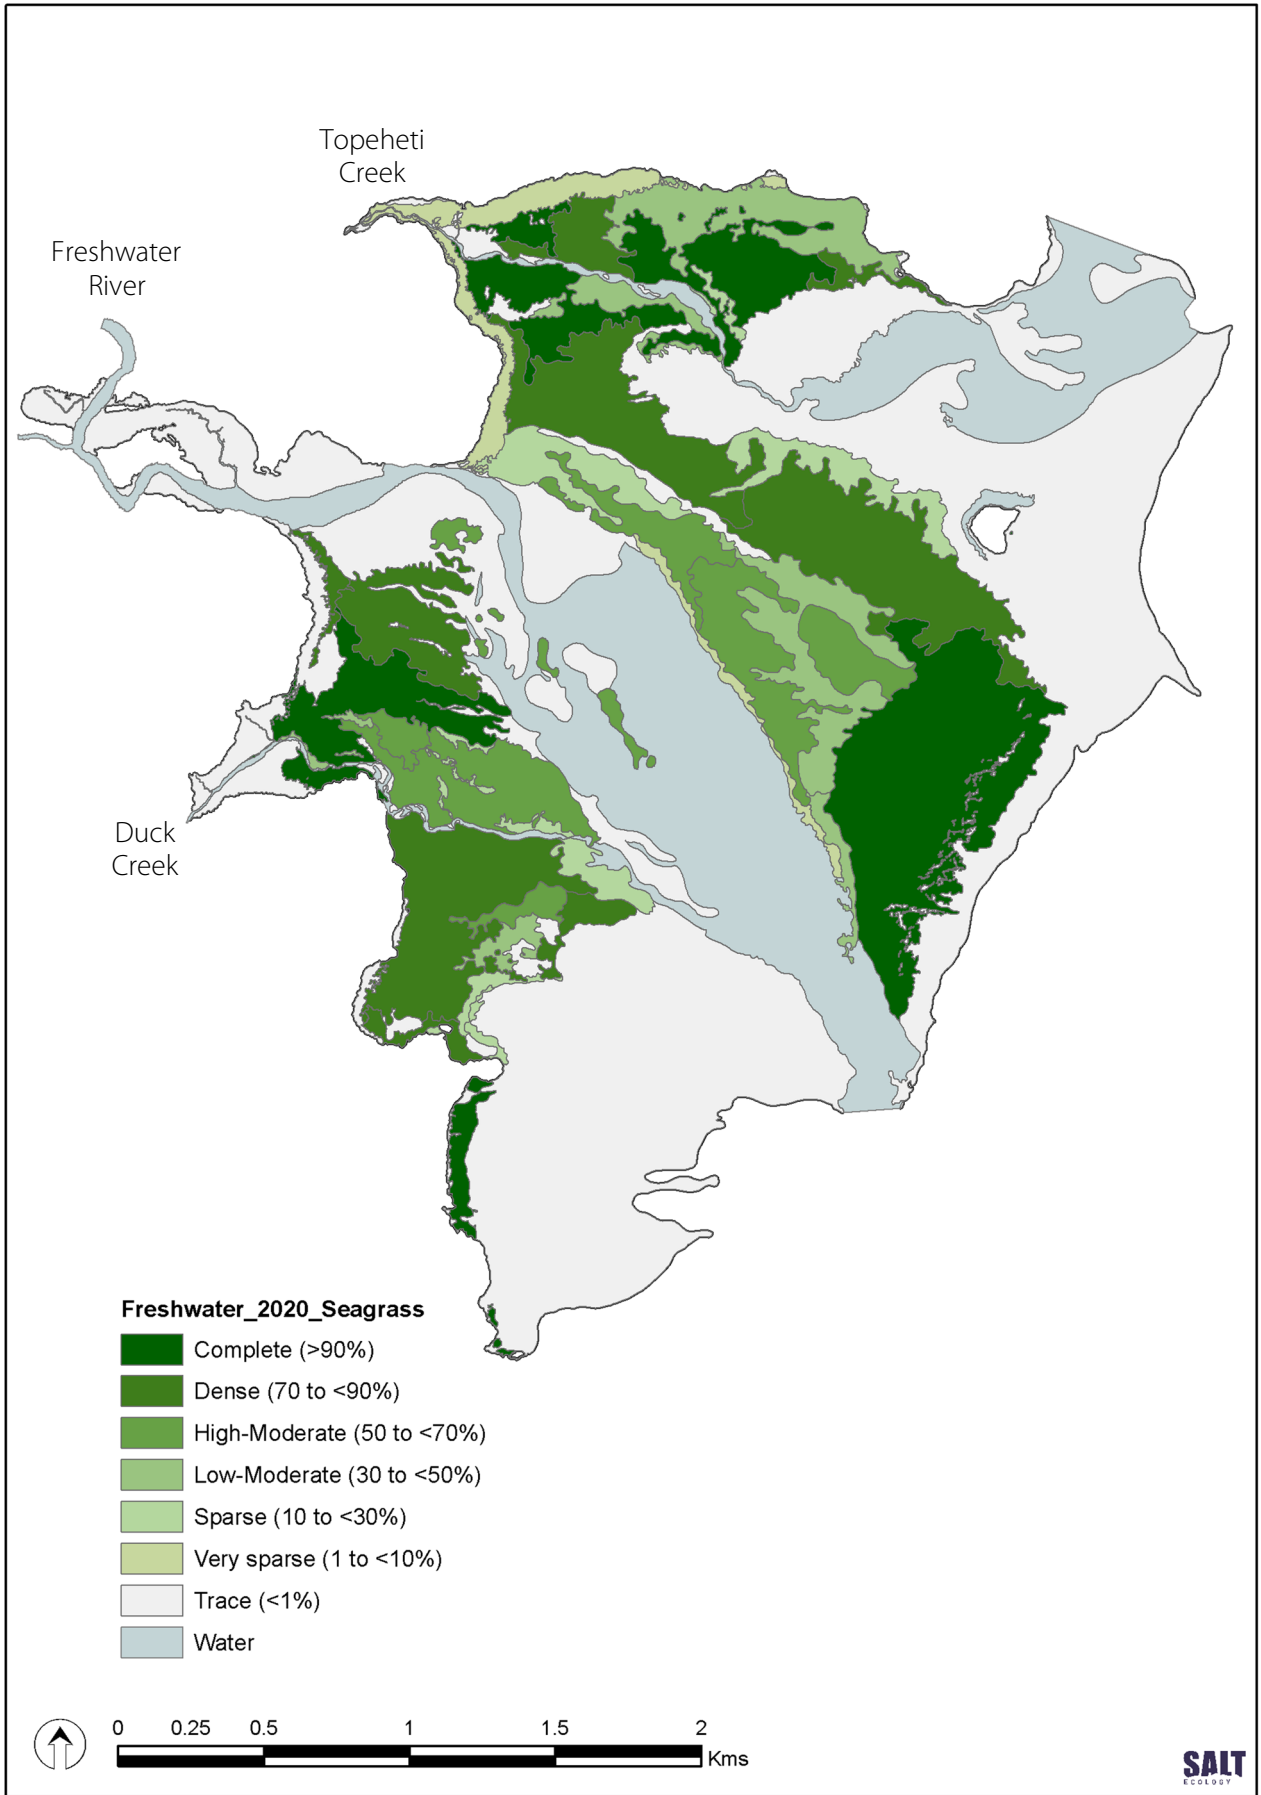 Topeheti
Creek
Freshwater
River
Duck
Creek
Freshwater_2020_Seagrass
Complete (>90%)
Dense (70 to <90%)
High-Moderate (50 to <70%)
Low-Moderate (30 to <50%)
Sparse (10 to <30%)
Very sparse (1 to <10%)
Trace (<1%)
Water
0 0.25 0.5 1 1.5 2
Kms
SALT
ECOLOGY